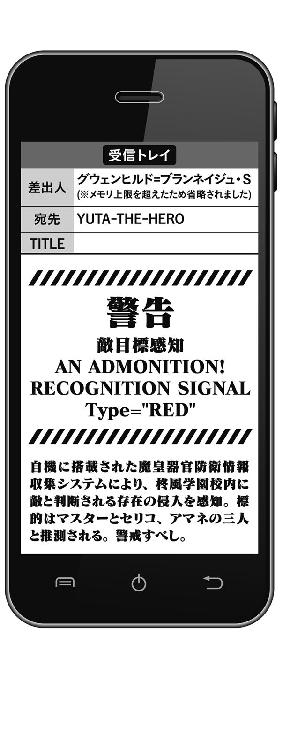 受信トレイ
差出人 グウェンヒルド=ブランネイジュ・S
(※メモリ上限を超えたため省略されました)
宛先 YUTA-THE-HERO
TITLE
警告
敵目標感知
AN ADMONITION!
RECOGNITION SIGNAL
Type="RED"
自機に搭載された魔皇器官防衛情報
収集システムにより、柊風学園校内に
敵と判断される存在の侵入を感知。標
的はマスターとセリコ、アマネの三人
と推測される。警戒すべし。